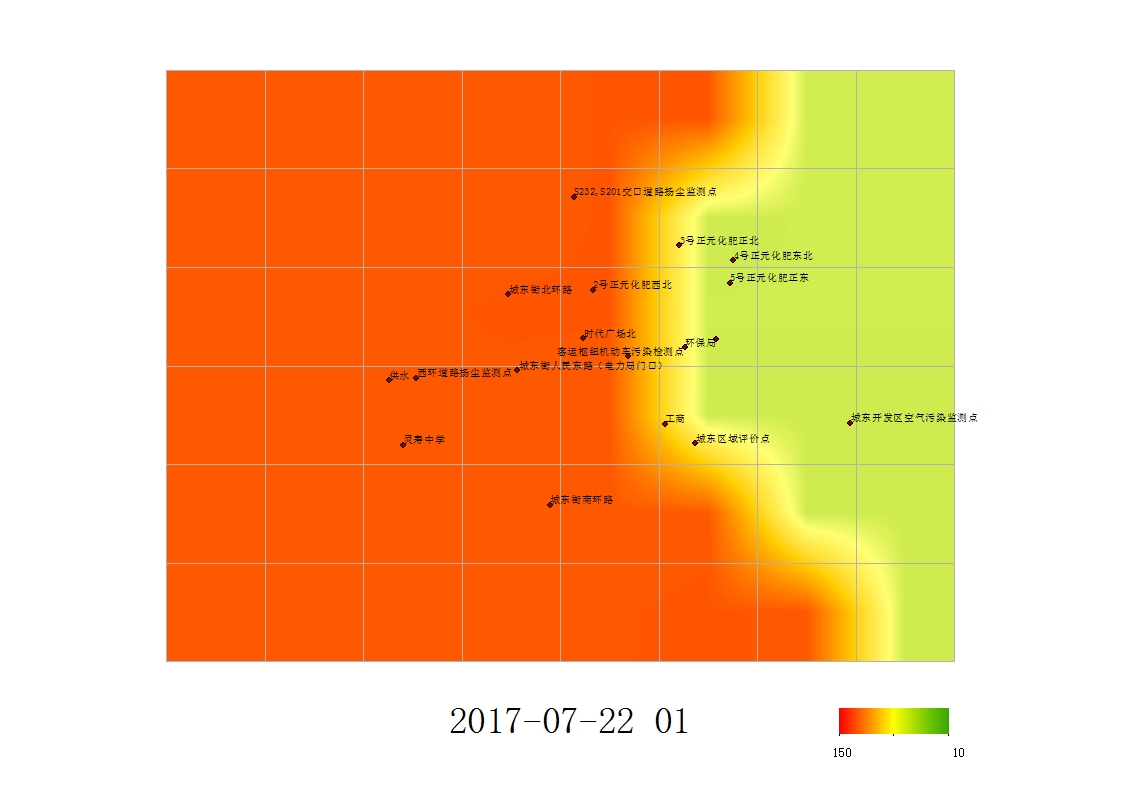 S232,S201交口道路扬尘监测点
3号正元化肥正北
4号正元化肥东北
5号正元化肥正东
城东街北环路
2号正元化肥西北
时代广场北
环保局
客运枢纽机动车污染检测点
城东街人民东路（电力局门口）
供水
西环道路扬尘监测点
工商
城东开发区空气污染监测点
灵寿中学
城东区域评价点
城东街南环路
2017-07-22 01
150
10